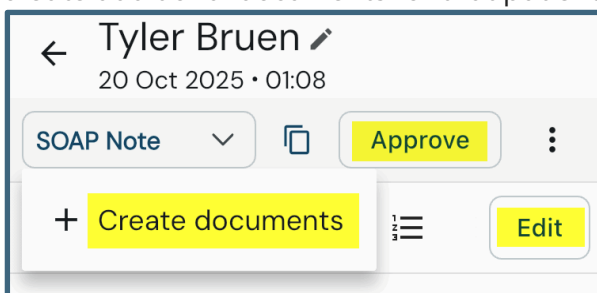 Tyler Bruen
20 Oct 2025 • 01:08
SOAP Note
Approve
+ Create documents
Edit